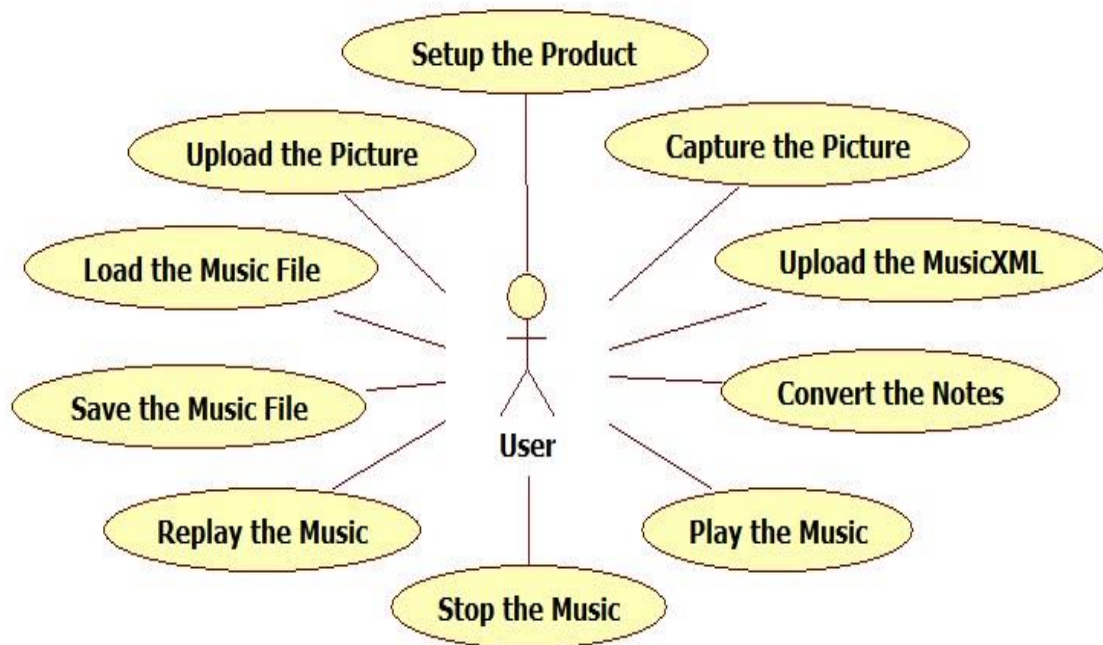 Setup the Product
Upload the Picture
Capture the Picture
Load the Music File
Upload the MusicXML
Save the Music File
Convert the Notes
User
Replay the Music
Play the Music
Stop the Music